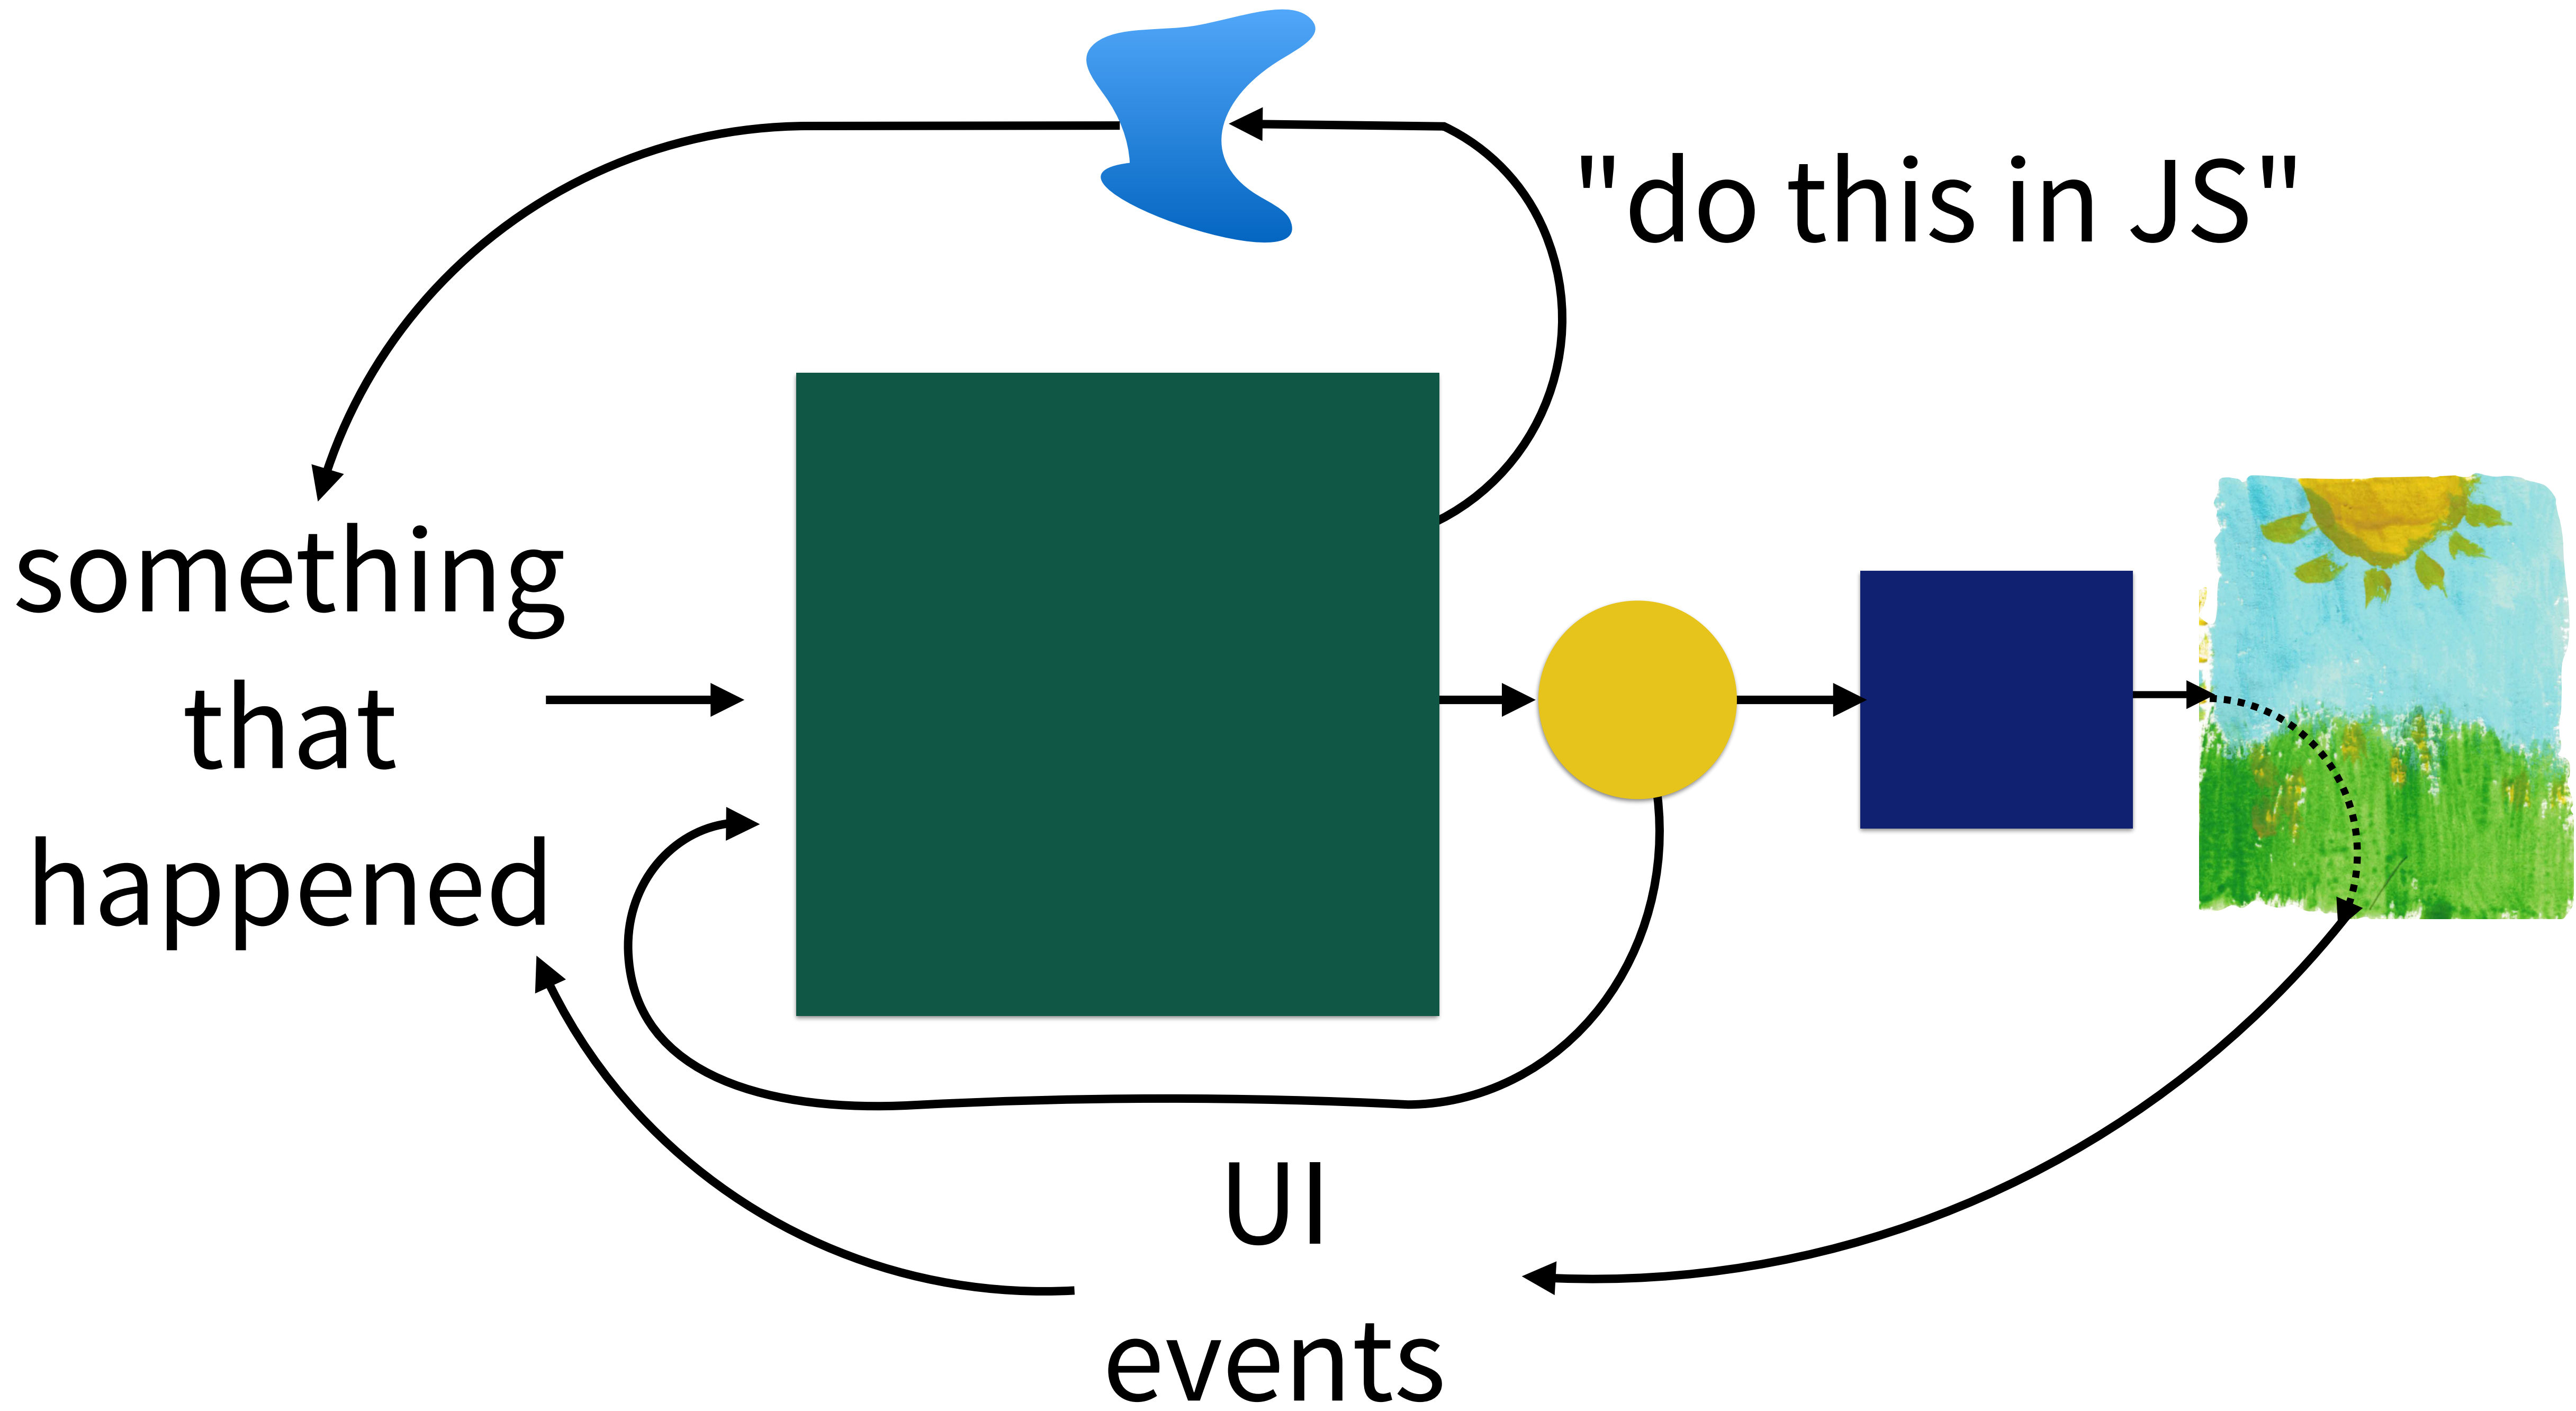 "do this in JS"
something
that
happened
UI
events